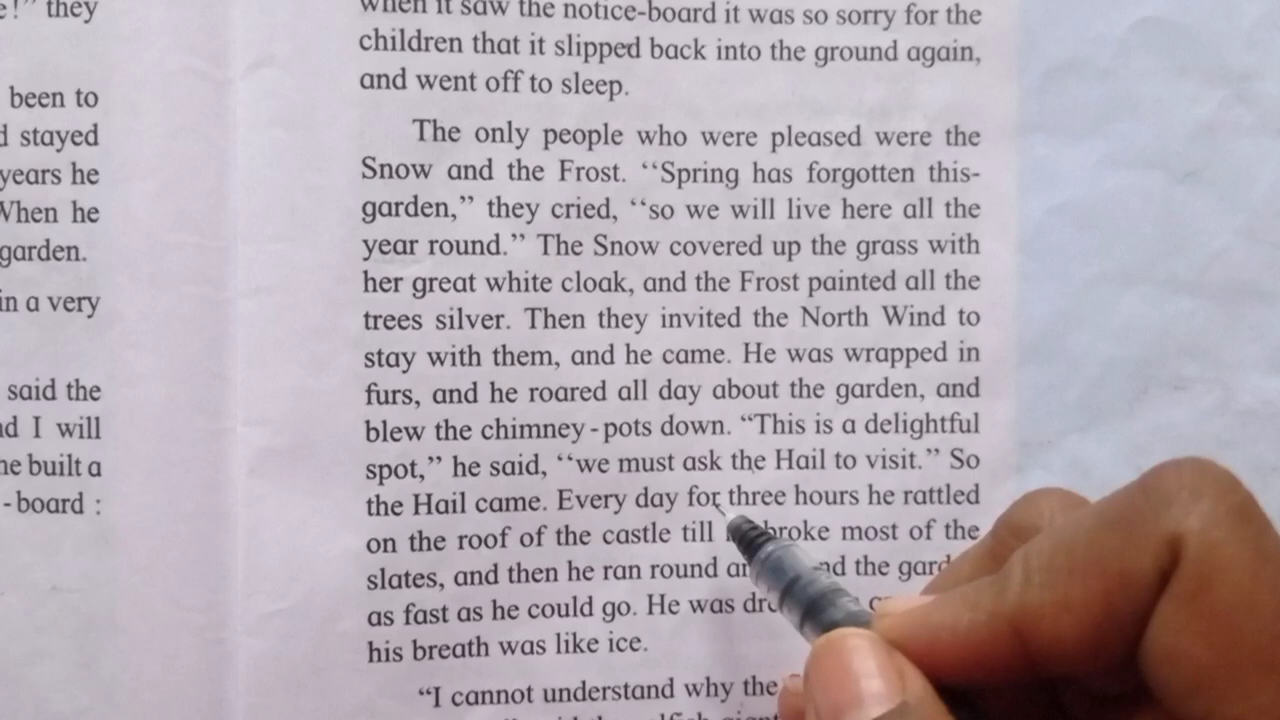 e!" they
been to
stayed
years he
When he
garden.
in a very
said the
I will
he built a
-board :
when it saw the notice-board it was so sorry for the
children that it slipped back into the ground again,
and went off to sleep.
The only people who were pleased were the
Snow and the Frost. “Spring has forgotten this-
garden,” they cried, “so we will live here all the
year round.” The Snow covered up the grass with
her great white cloak, and the Frost painted all the
trees silver. Then they invited the North Wind to
stay with them, and he came. He was wrapped in
furs, and he roared all day about the garden, and
blew the chimney-pots down. “This is a delightful
spot,” he said, “we must ask the Hail to visit.” So
the Hail came. Every day for three hours he rattled
on the roof of the castle till broke most of the
slates, and then he ran round the
as fast as he could go. He was
his breath was like ice.
“I cannot understand why the